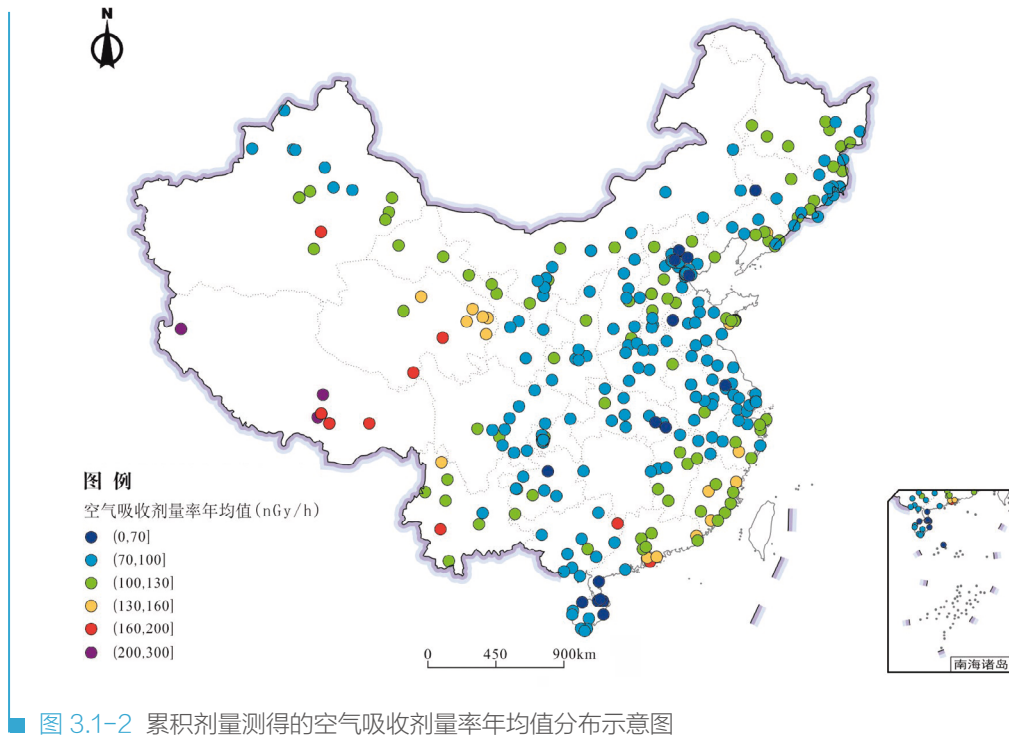 N
图 例
空气吸收剂量率年均值(nGy/h)
(0,70]
(70,100]
(100,130]
(130,160]
(160,200]
(200,300]
0 450 900km
南海诸岛
图 3.1-2 累积剂量测得的空气吸收剂量率年均值分布示意图